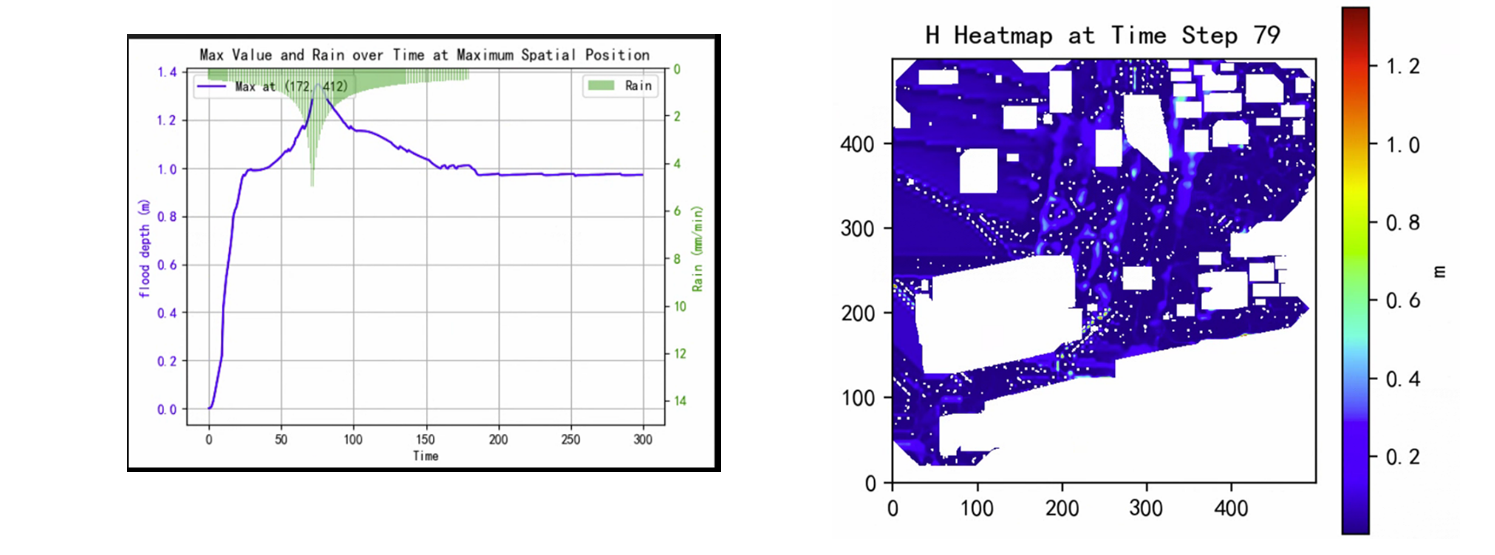 Max Value and Rain over Time at Maximum Spatial Position
1.4
1.2
1.0
0.8
0.6
0.4
0.2
0.0
flood depth (m)
Max at (172, 412)
Rain
0
2
4
6
8
10
12
14
Rain (mm/min)
0 50 100 150 200 250 300
Time
H Heatmap at Time Step 79
400
300
200
100
0
0 100 200 300 400
1.2
1.0
0.8
0.6
0.4
0.2
m